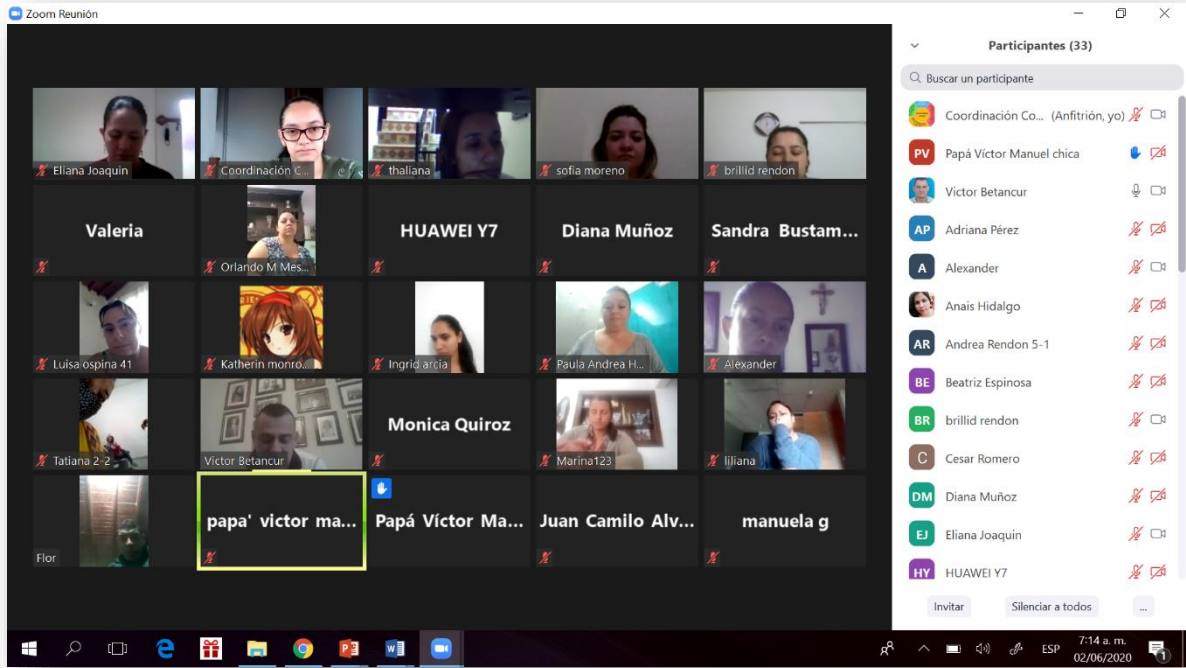 Zoom Reunión
Eliana Joaquin
Coordinación C...
thaliana
sofia moreno
brillid rendon
Valeria
Orlando M Mes...
HUAWEI Y7
Diana Muñoz
Sandra Bustam...
Luisa ospina 41
Katherin monro...
Ingrid arcia
Paula Andrea H...
Alexander
Tatiana 2-2
Victor Betancur
Monica Quiroz
Marina123
liliana
Flor
papa' victor ma...
Papá Víctor Ma...
Juan Camilo Alv...
manuela g
Participantes (33)
Buscar un participante
Coordinación Co... (Anfitrión, yo)
PV Papá Víctor Manuel chica
Victor Betancur
AP Adriana Pérez
A Alexander
Anais Hidalgo
AR Andrea Rendon 5-1
BE Beatriz Espinosa
BR brillid rendon
C Cesar Romero
DM Diana Muñoz
EJ Eliana Joaquin
HY HUAWEI Y7
Invitar Silenciar a todos ...
ESP
7:14 a. m.
02/06/2020
1